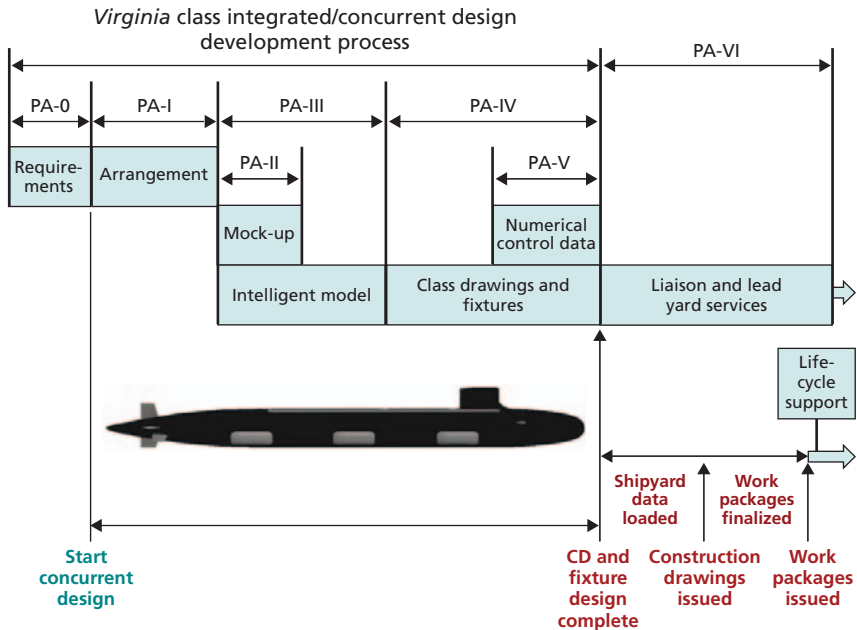 Virginia class integrated/concurrent design
development process
PA-VI
PA-0
PA-I
PA-III
PA-IV
PA-II
PA-V
Require-
ments
Arrangement
Mock-up
Numerical
control data
Intelligent model
Class drawings and
fixtures
Liaison and lead
yard services
Life-
cycle
support
Shipyard
data
loaded
Work
packages
finalized
Start
concurrent
design
CD and
fixture
design
complete
Construction
drawings
issued
Work
packages
issued